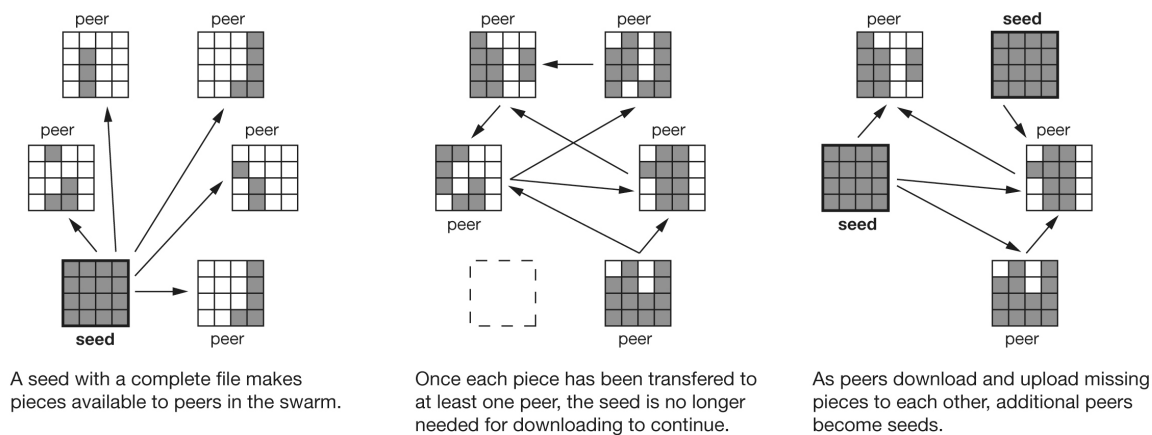 peer
peer
peer
peer
seed
peer
A seed with a complete file makes
pieces available to peers in the swarm.
peer
peer
peer
peer
peer
Once each piece has been transfered to
at least one peer, the seed is no longer
needed for downloading to continue.
peer
seed
peer
seed
peer
As peers download and upload missing
pieces to each other, additional peers
become seeds.